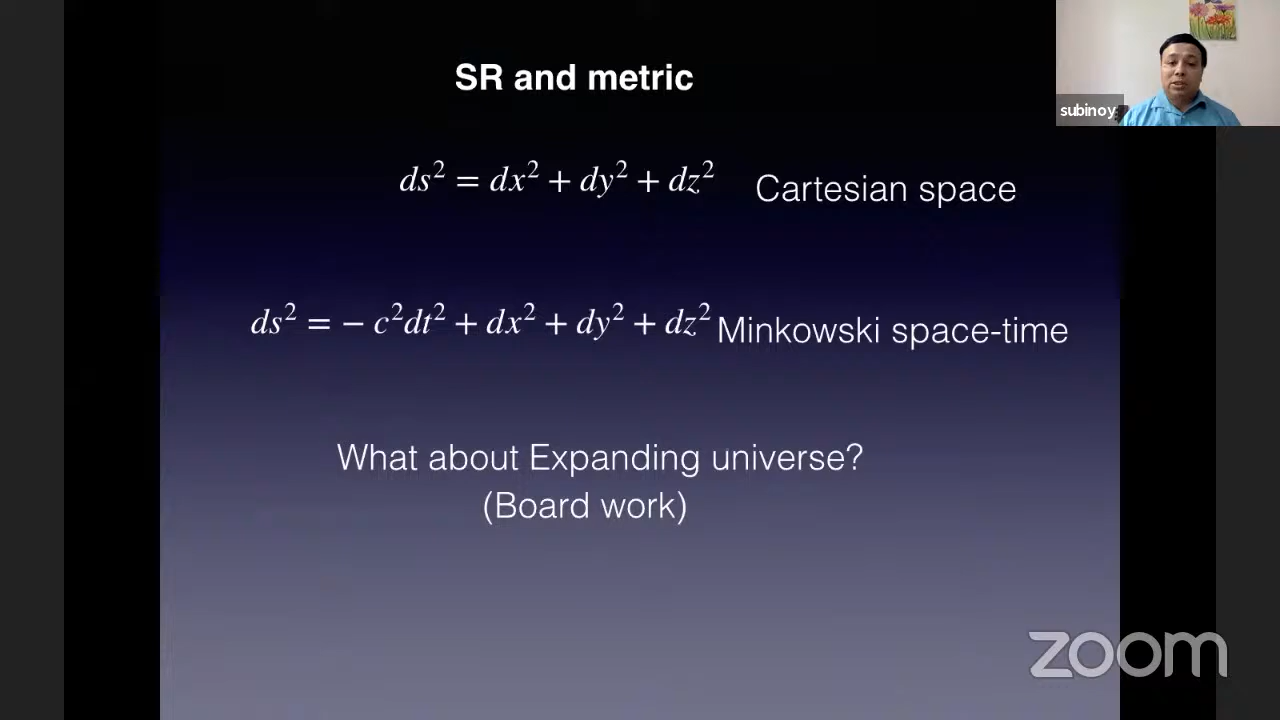 SR and metric
subinoy
ds² = dx² + dy² + dz² Cartesian space
ds² = − c²dt² + dx² + dy² + dz² Minkowski space-time
What about Expanding universe?
(Board work)
zoom